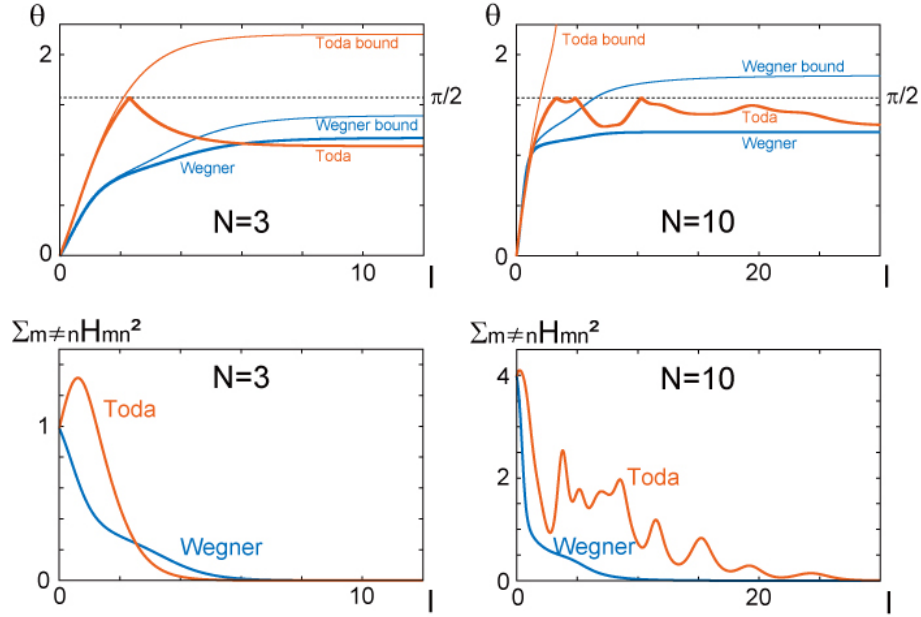 θ
2
Toda bound
π/2
Wegner bound
Wegner
Toda
N=3
0
0
10
l
θ
2
Toda bound
Wegner bound
π/2
Toda
Wegner
N=10
0
0
20
l
Σm≠nHmn²
N=3
Toda
1
Wegner
0
0
10
l
Σm≠nHmn²
4
N=10
2
Toda
Wegner
0
0
20
l